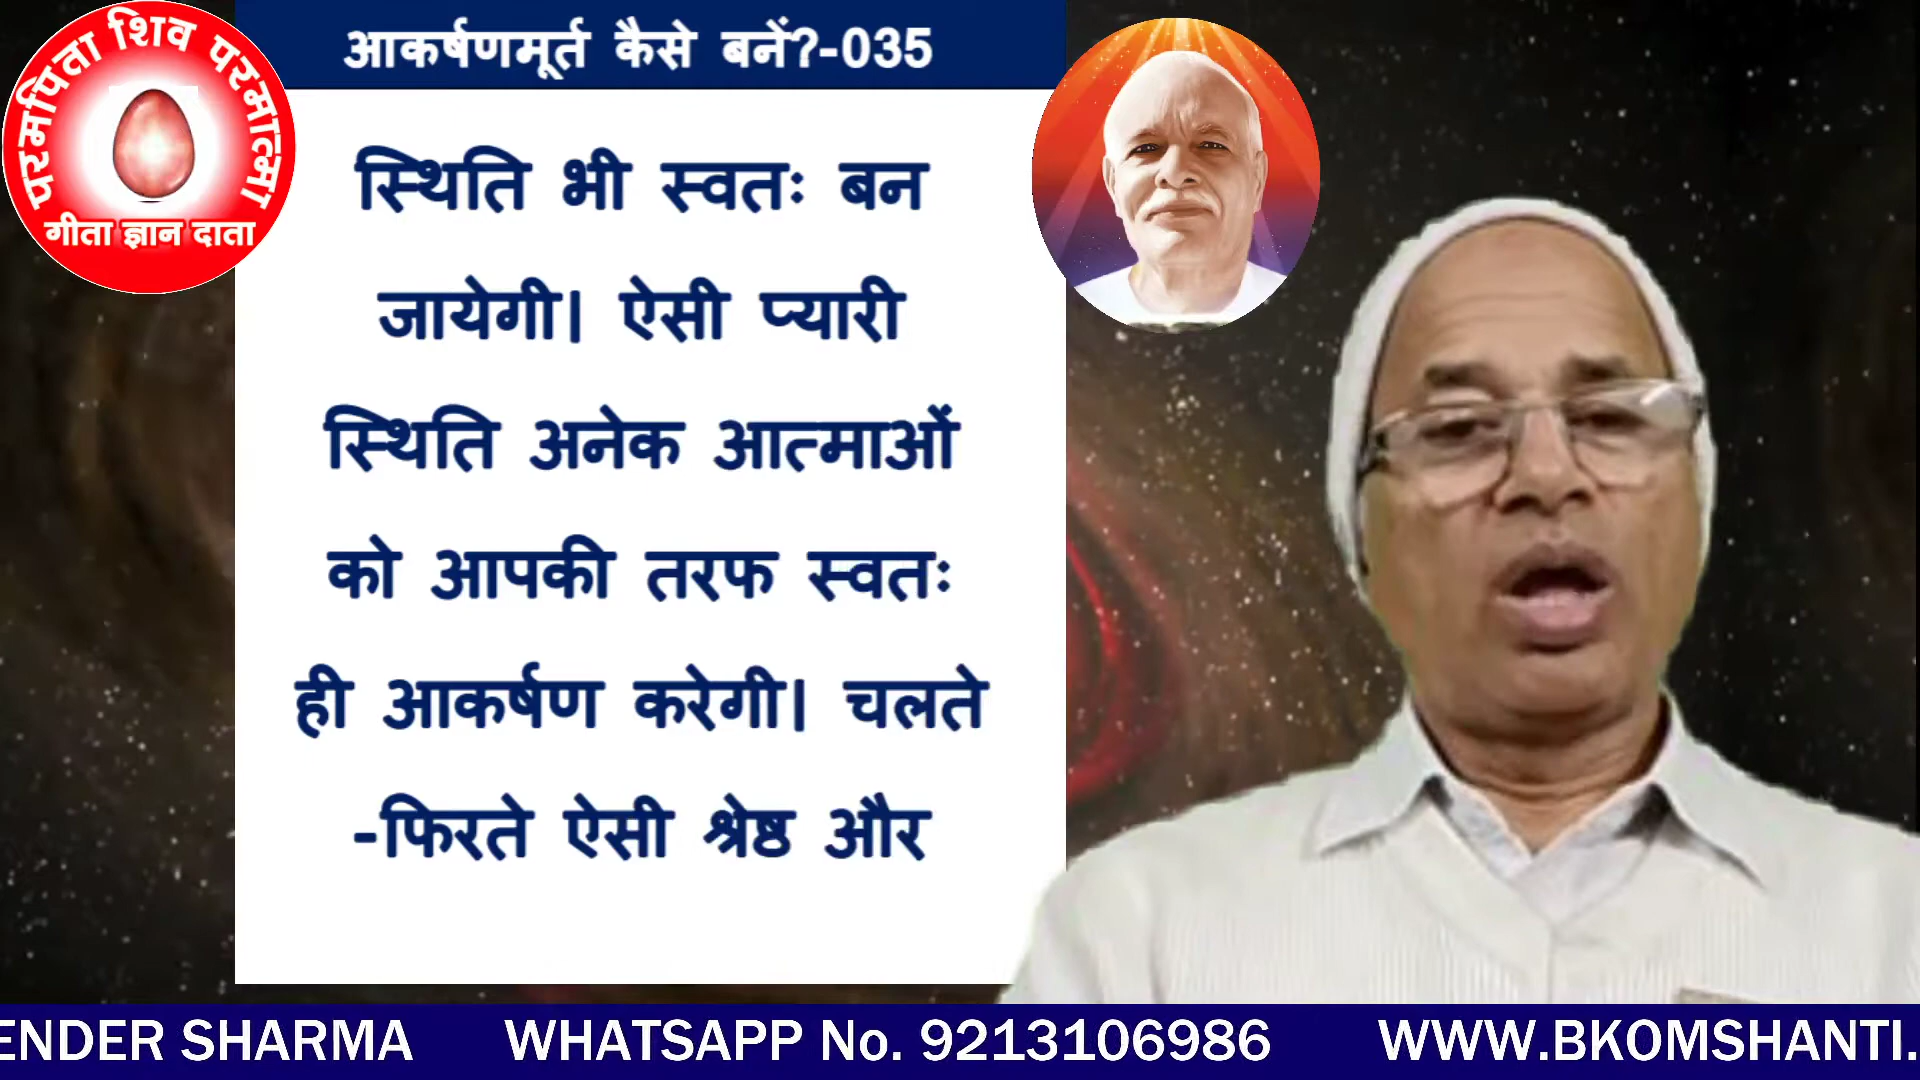 परमपिता शिव परमात्मा
गीता ज्ञान दाता
आकर्षणमूर्त कैसे बनें?-035
स्थिति भी स्वतः बन
जायेगी। ऐसी प्यारी
स्थिति अनेक आत्माओं
को आपकी तरफ स्वतः
ही आकर्षण करेगी। चलते
-फिरते ऐसी श्रेष्ठ और
ENDER SHARMA WHATSAPP No. 9213106986 WWW.BKOMSHANTI.